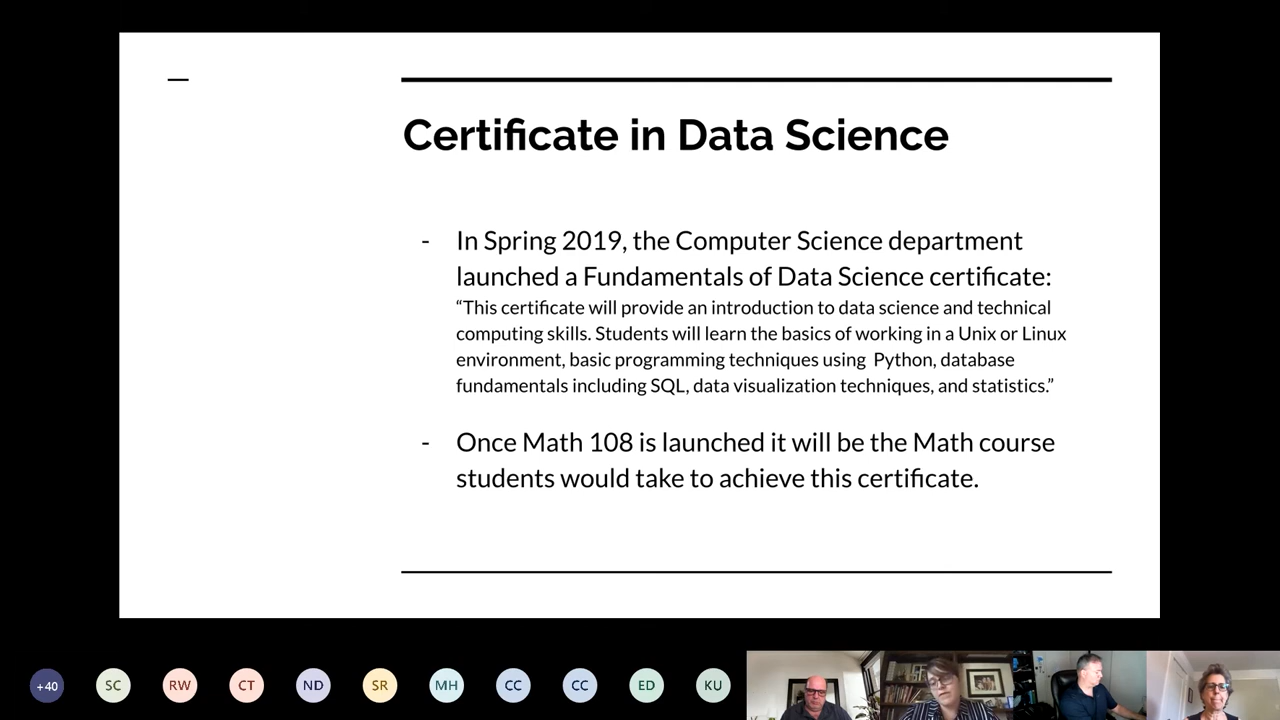 Certificate in Data Science
- In Spring 2019, the Computer Science department
launched a Fundamentals of Data Science certificate:
“This certificate will provide an introduction to data science and technical
computing skills. Students will learn the basics of working in a Unix or Linux
environment, basic programming techniques using Python, database
fundamentals including SQL, data visualization techniques, and statistics.”
- Once Math 108 is launched it will be the Math course
students would take to achieve this certificate.
+40 SC RW CT ND SR MH CC CC ED KU